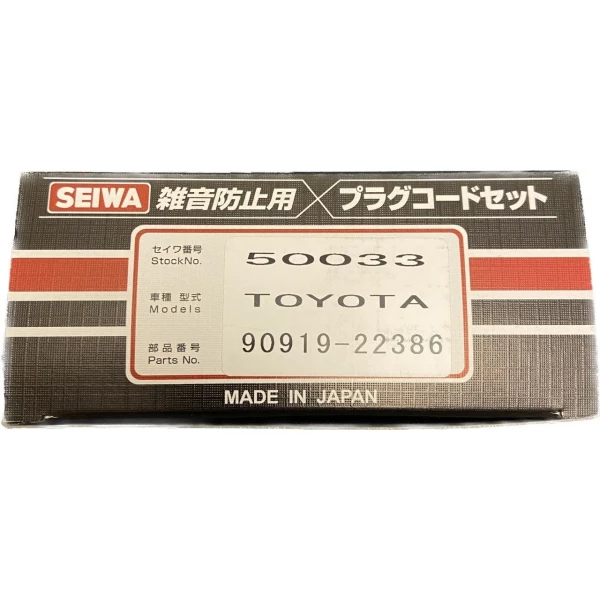 SEIWA 雑音防止用 プラグコードセット
セイワ番号 50033
StockNo.
車種 型式 TOYOTA
Models
部品番号 90919-22386
Parts No.
MADE IN JAPAN